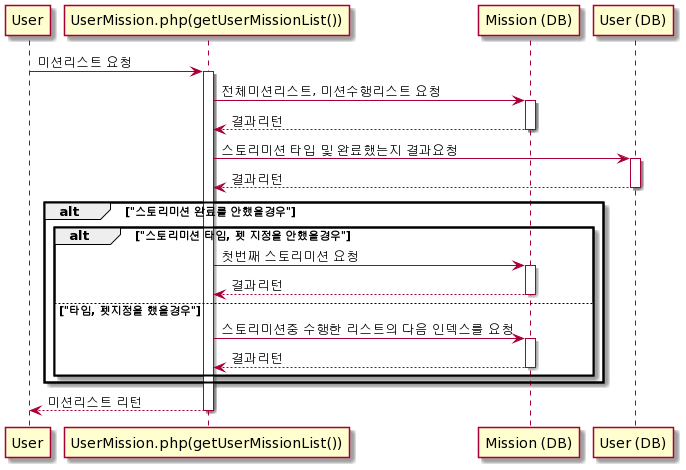 User
UserMission.php(getUserMissionList())
Mission (DB)
User (DB)
미션리스트 요청
전체미션리스트, 미션수행리스트 요청
결과리턴
스토리미션 타입 및 완료했는지 결과요청
결과리턴
alt ["스토리미션 완료를 안했을경우"]
alt ["스토리미션 타입, 펫 지정을 안했을경우"]
첫번째 스토리미션 요청
결과리턴
["타입, 펫지정을 했을경우"]
스토리미션중 수행한 리스트의 다음 인덱스를 요청
결과리턴
미션리스트 리턴
User
UserMission.php(getUserMissionList())
Mission (DB)
User (DB)